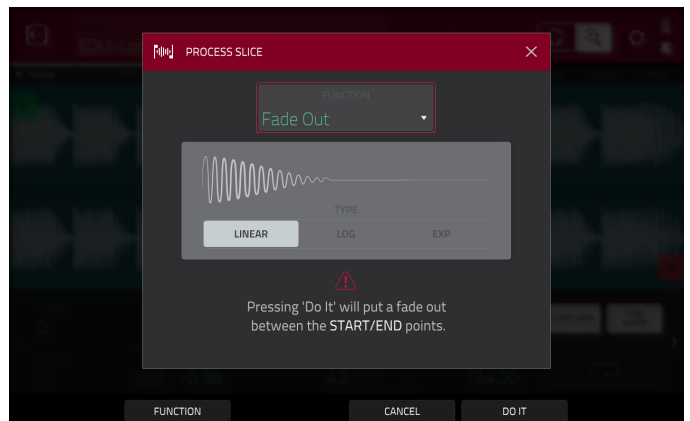 PROCESS SLICE
FUNCTION
Fade Out
TYPE
LINEAR LOG EXP
Pressing 'Do It' will put a fade out
between the START/END points.
FUNCTION CANCEL DO IT